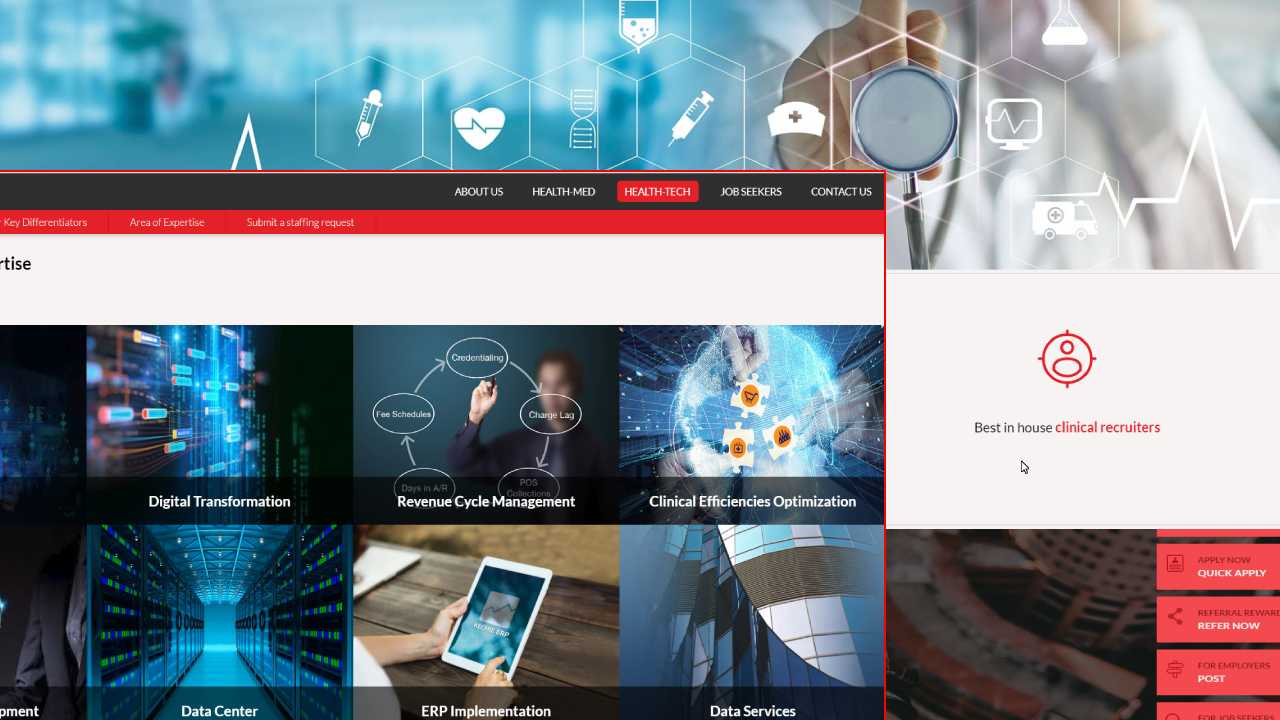 ABOUT US HEALTH-MED HEALTH-TECH JOB SEEKERS CONTACT US
Key Differentiators Area of Expertise Submit a staffing request
rtise
Credentialing
Fee Schedules
Charge Lag
Days in A/R
POS
Collections
Digital Transformation
Revenue Cycle Management
Clinical Efficiencies Optimization
Best in house clinical recruiters
APPLY NOW
QUICK APPLY
REFERRAL REWARD
REFER NOW
FOR EMPLOYERS
POST
FOR JOB SEEKERS
pment
Data Center
ERP Implementation
Data Services